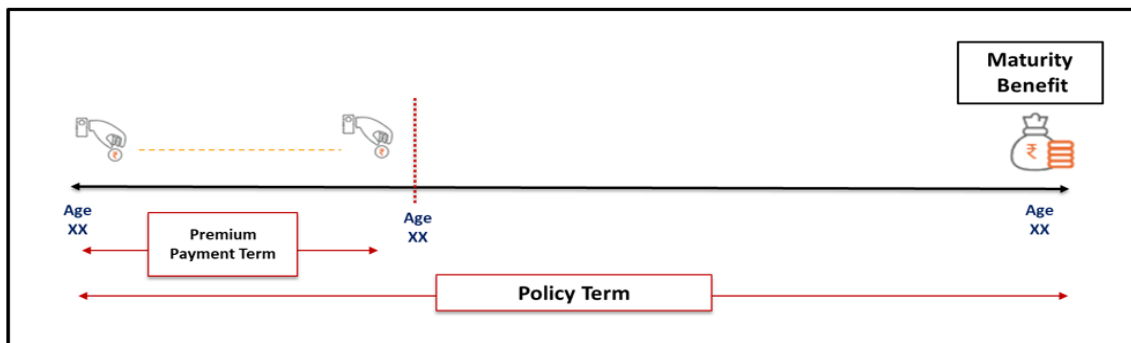 Maturity
Benefit
₹
₹
₹
Age
XX
Age
XX
Age
XX
Premium
Payment Term
Policy Term